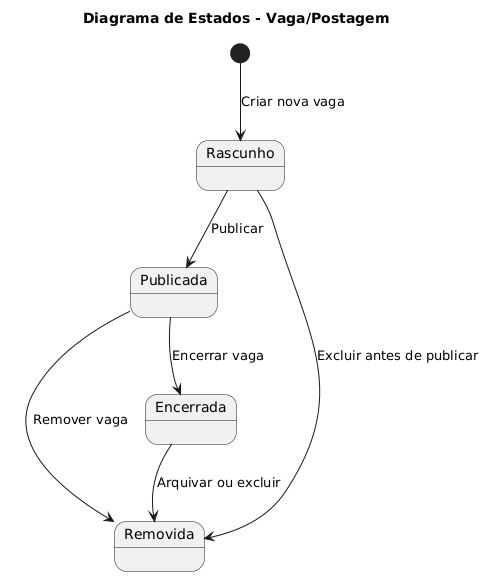 Diagrama de Estados - Vaga/Postagem
Criar nova vaga
Rascunho
Publicar
Publicada
Excluir antes de publicar
Encerrar vaga
Encerrada
Remover vaga
Arquivar ou excluir
Removida